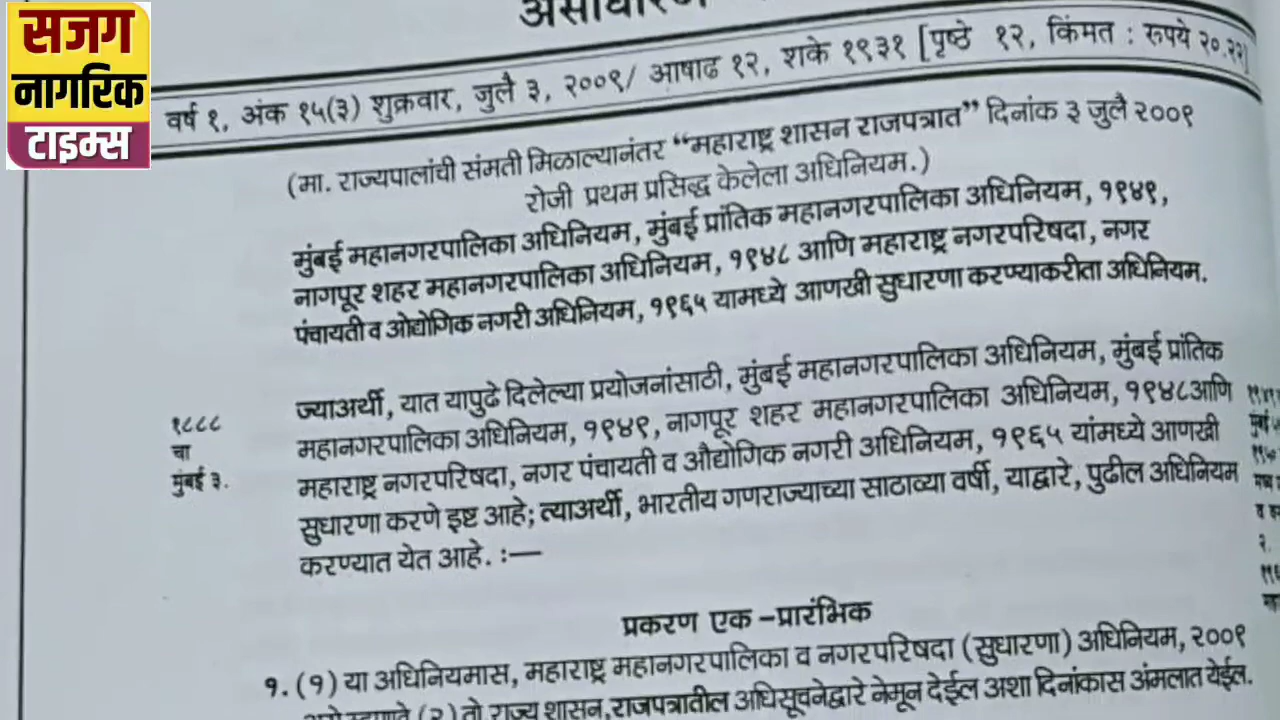 सजग
नागरिक
टाइम्स
असाधारण
वर्ष १, अंक १५(३) शुक्रवार, जुलै ३, २००९/ आषाढ १२, शके १९३१ [पृष्ठे १२, किंमत : रुपये २०.२२]
(मा. राज्यपालांची संमती मिळाल्यानंतर “महाराष्ट्र शासन राजपत्रात” दिनांक ३ जुलै २००९
रोजी प्रथम प्रसिद्ध केलेला अधिनियम.)
मुंबई महानगरपालिका अधिनियम, मुंबई प्रांतिक महानगरपालिका अधिनियम, १९४९,
नागपूर शहर महानगरपालिका अधिनियम, १९४८ आणि महाराष्ट्र नगरपरिषदा, नगर
पंचायती व ओद्योगिक नगरी अधिनियम, १९६५ यामध्ये आणखी सुधारणा करण्याकरीता अधिनियम.
ज्याअर्थी, यात यापुढे दिलेल्या प्रयोजनांसाठी, मुंबई महानगरपालिका अधिनियम, मुंबई प्रांतिक
१८८८ महानगरपालिका अधिनियम, १९४९, नागपूर शहर महानगरपालिका अधिनियम, १९४८आणि
चा
मुंबई ३. महाराष्ट्र नगरपरिषदा, नगर पंचायती व औद्योगिक नगरी अधिनियम, १९६५ यांमध्ये आणखी
सुधारणा करणे इष्ट आहे; त्याअर्थी, भारतीय गणराज्याच्या साठाव्या वर्षी, याद्वारे, पुढील अधिनियम
करण्यात येत आहे. :—
प्रकरण एक –प्रारंभिक
१. (१) या अधिनियमास, महाराष्ट्र महानगरपालिका व नगरपरिषदा (सुधारणा) अधिनियम, २००९
असे म्हणावे (२) तो राज्य शासन,राजपत्रातील अधिसूचनेद्वारे नेमून देईल अशा दिनांकास अंमलात येईल.